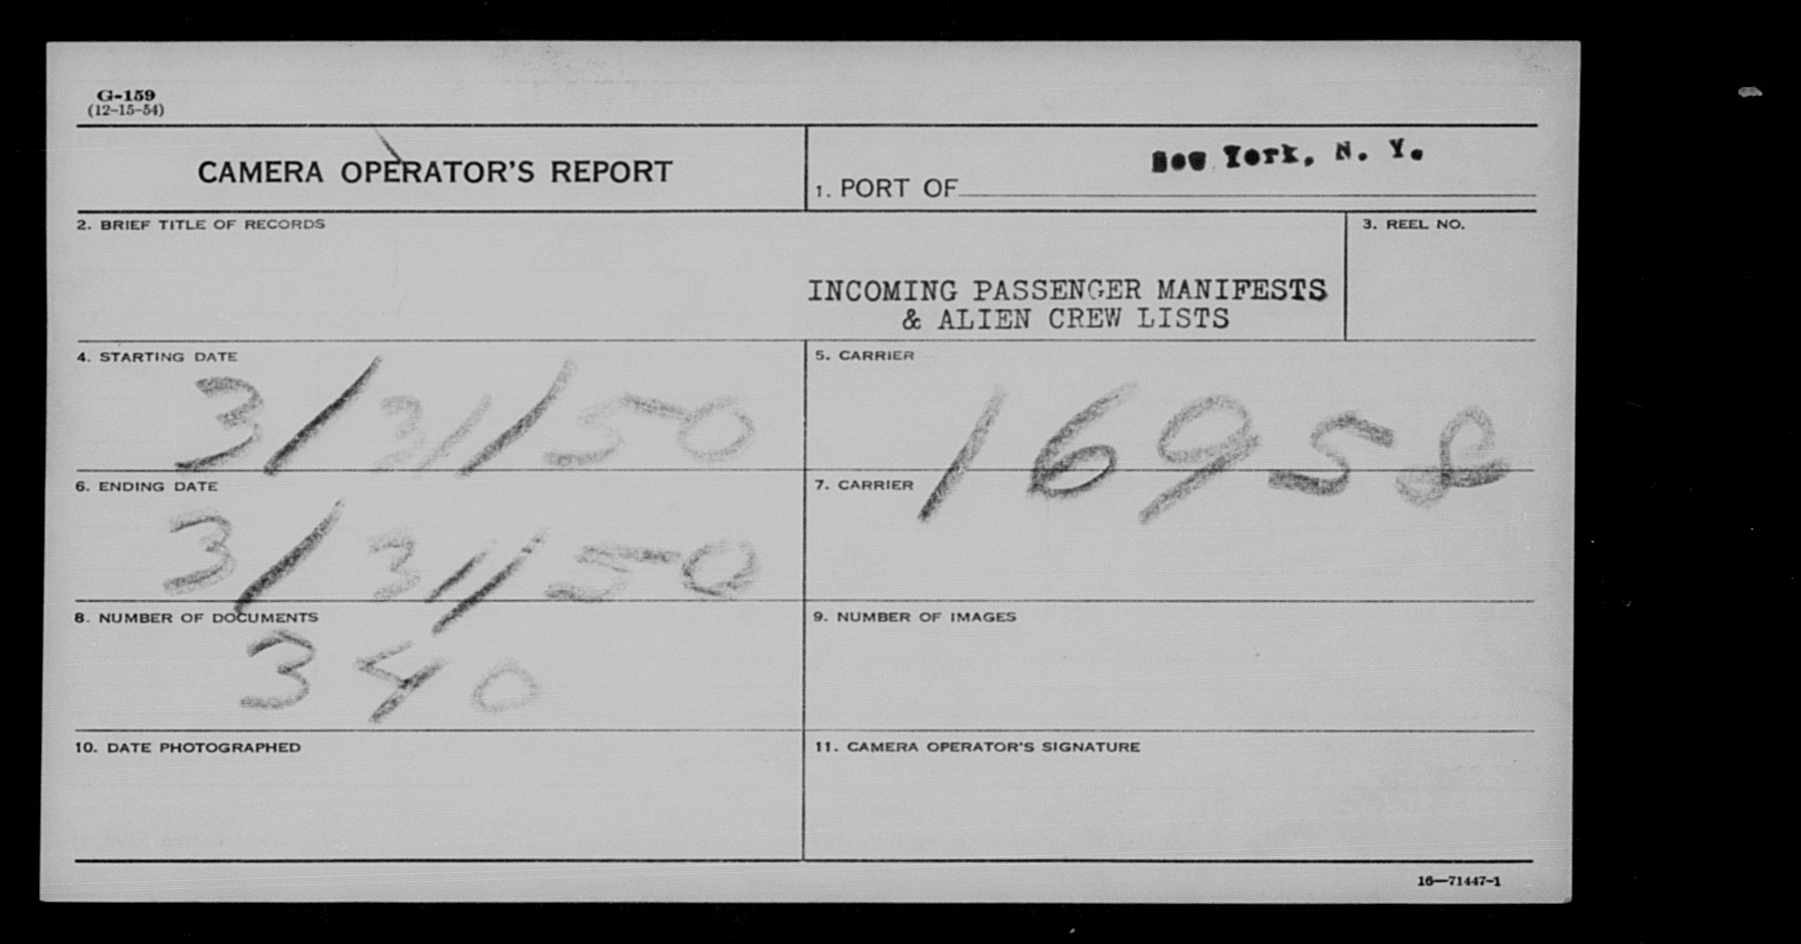 G-159
(12-15-54)
CAMERA OPERATOR'S REPORT
1. PORT OF New York, N. Y.
2. BRIEF TITLE OF RECORDS
INCOMING PASSENGER MANIFESTS
& ALIEN CREW LISTS
3. REEL NO.
4. STARTING DATE
3/31/50
5. CARRIER
16958
6. ENDING DATE
3/31/50
7. CARRIER
8. NUMBER OF DOCUMENTS
340
9. NUMBER OF IMAGES
10. DATE PHOTOGRAPHED
11. CAMERA OPERATOR'S SIGNATURE
16—71447-1